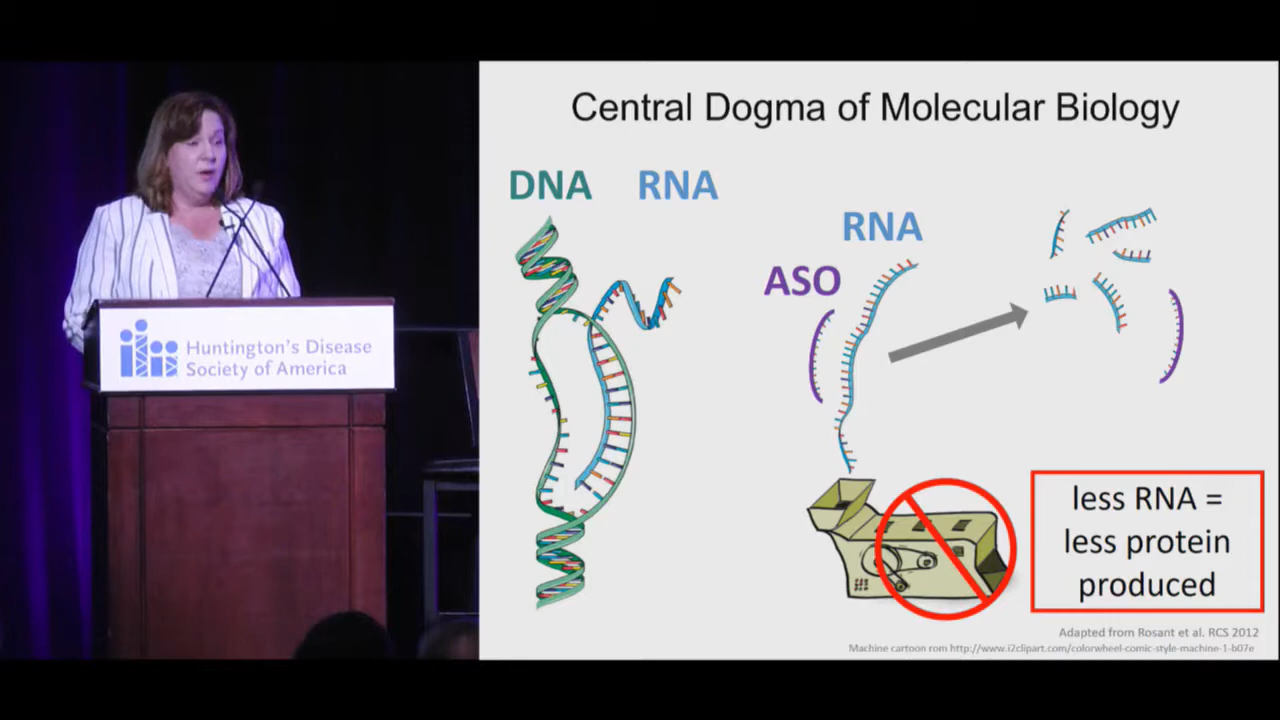 Central Dogma of Molecular Biology
DNA
RNA
RNA
ASO
Huntington's Disease
Society of America
less RNA =
less protein
produced
Adapted from Rosant et al. RCS 2012
Machine cartoon rom http://www.i2clipart.com/colorwheel-comic-style-machine-1-b07e